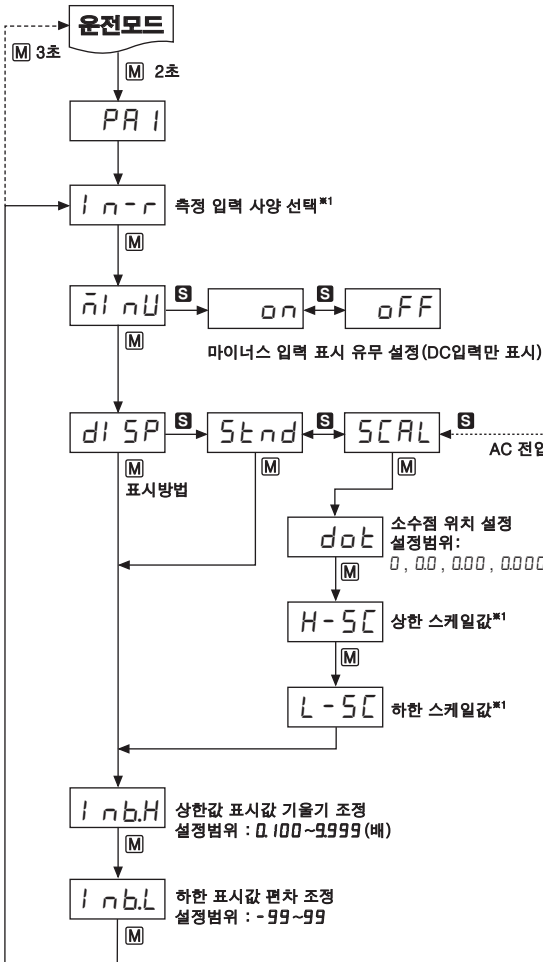 운전모드
M 3초
M 2초
PA1
In-r 측정 입력 사양 선택※1
M
mInU S on S oFF
M
마이너스 입력 표시 유무 설정(DC입력만 표시)
dISP S Stnd S SCAL S
AC 전압
M
표시방법
M
M
dot 소수점 위치 설정
설정범위:
0, 0.0, 0.00, 0.000
M
H-SC 상한 스케일값※1
M
L-SC 하한 스케일값※1
Inb.H 상한값 표시값 기울기 조정
설정범위 : 0.100~9.999(배)
M
Inb.L 하한 표시값 편차 조정
설정범위 : -99~99
M